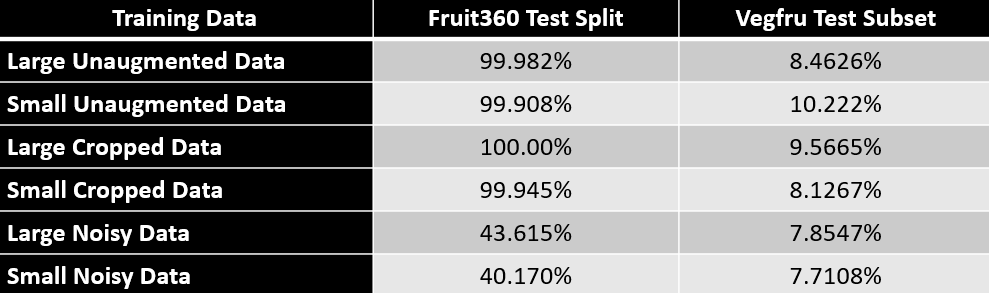 Training Data Fruit360 Test Split Vegfru Test Subset
Large Unaugmented Data 99.982% 8.4626%
Small Unaugmented Data 99.908% 10.222%
Large Cropped Data 100.00% 9.5665%
Small Cropped Data 99.945% 8.1267%
Large Noisy Data 43.615% 7.8547%
Small Noisy Data 40.170% 7.7108%